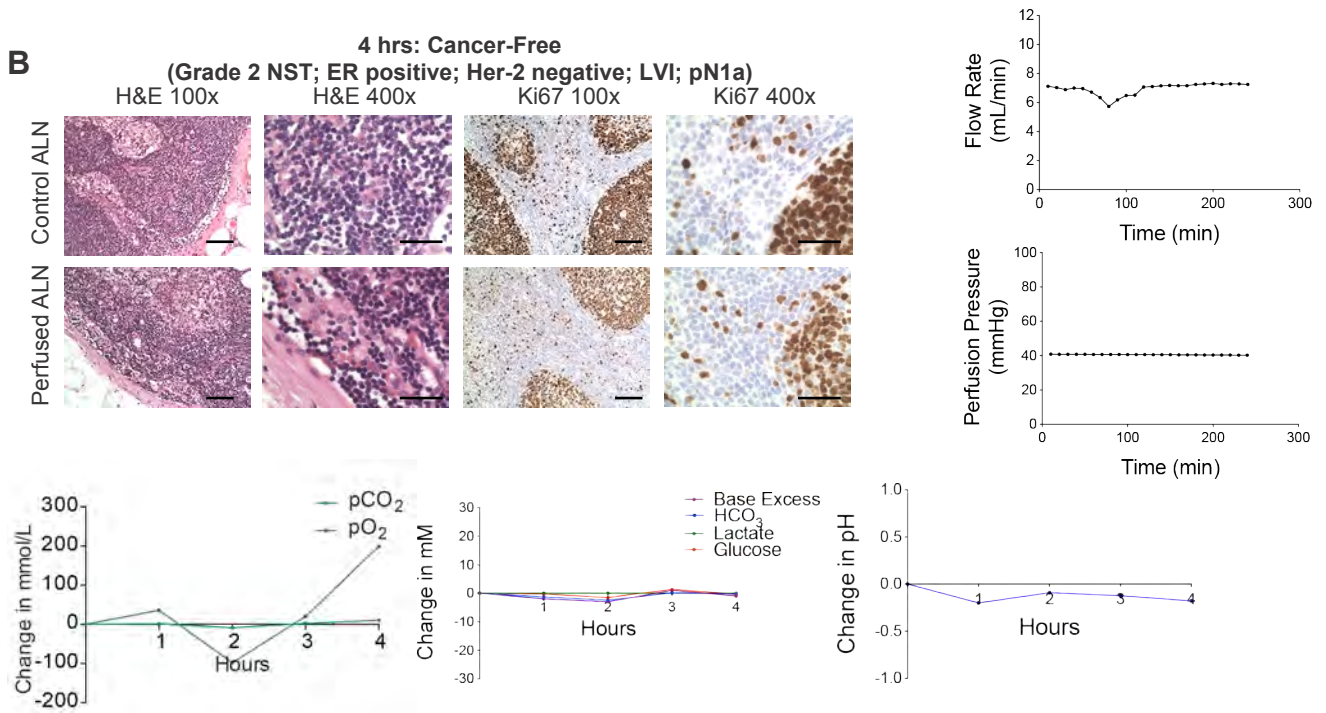 B
4 hrs: Cancer-Free
(Grade 2 NST; ER positive; Her-2 negative; LVI; pN1a)
H&E 100x
H&E 400x
Ki67 100x
Ki67 400x
Control ALN
Perfused ALN
Flow Rate
(mL/min)
12
10
8
6
4
2
0
0
100
200
300
Time (min)
Perfusion Pressure
(mmHg)
100
80
60
40
20
0
0
100
200
300
Time (min)
Change in mmol/L
300
200
100
0
-100
-200
1
2
3
4
Hours
pCO₂
pO₂
Change in mM
30
20
10
0
-10
-20
-30
1
2
3
4
Hours
Base Excess
HCO₃
Lactate
Glucose
Change in pH
1.0
0.5
0.0
-0.5
-1.0
1
2
3
4
Hours